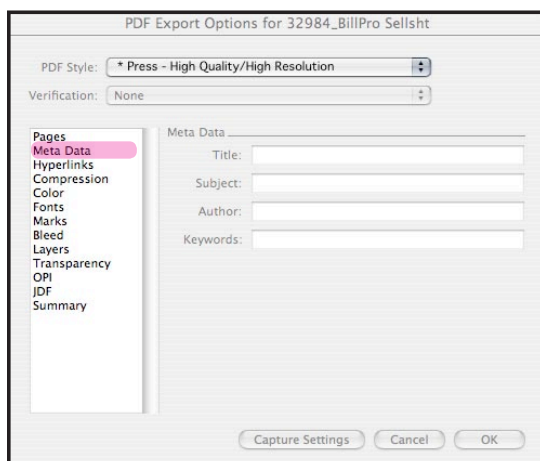 PDF Export Options for 32984_BillPro Sellsht
PDF Style: * Press - High Quality/High Resolution
Verification: None
Pages
Meta Data
Hyperlinks
Compression
Color
Fonts
Marks
Bleed
Layers
Transparency
OPI
JDF
Summary
Meta Data
Title:
Subject:
Author:
Keywords:
Capture Settings Cancel OK